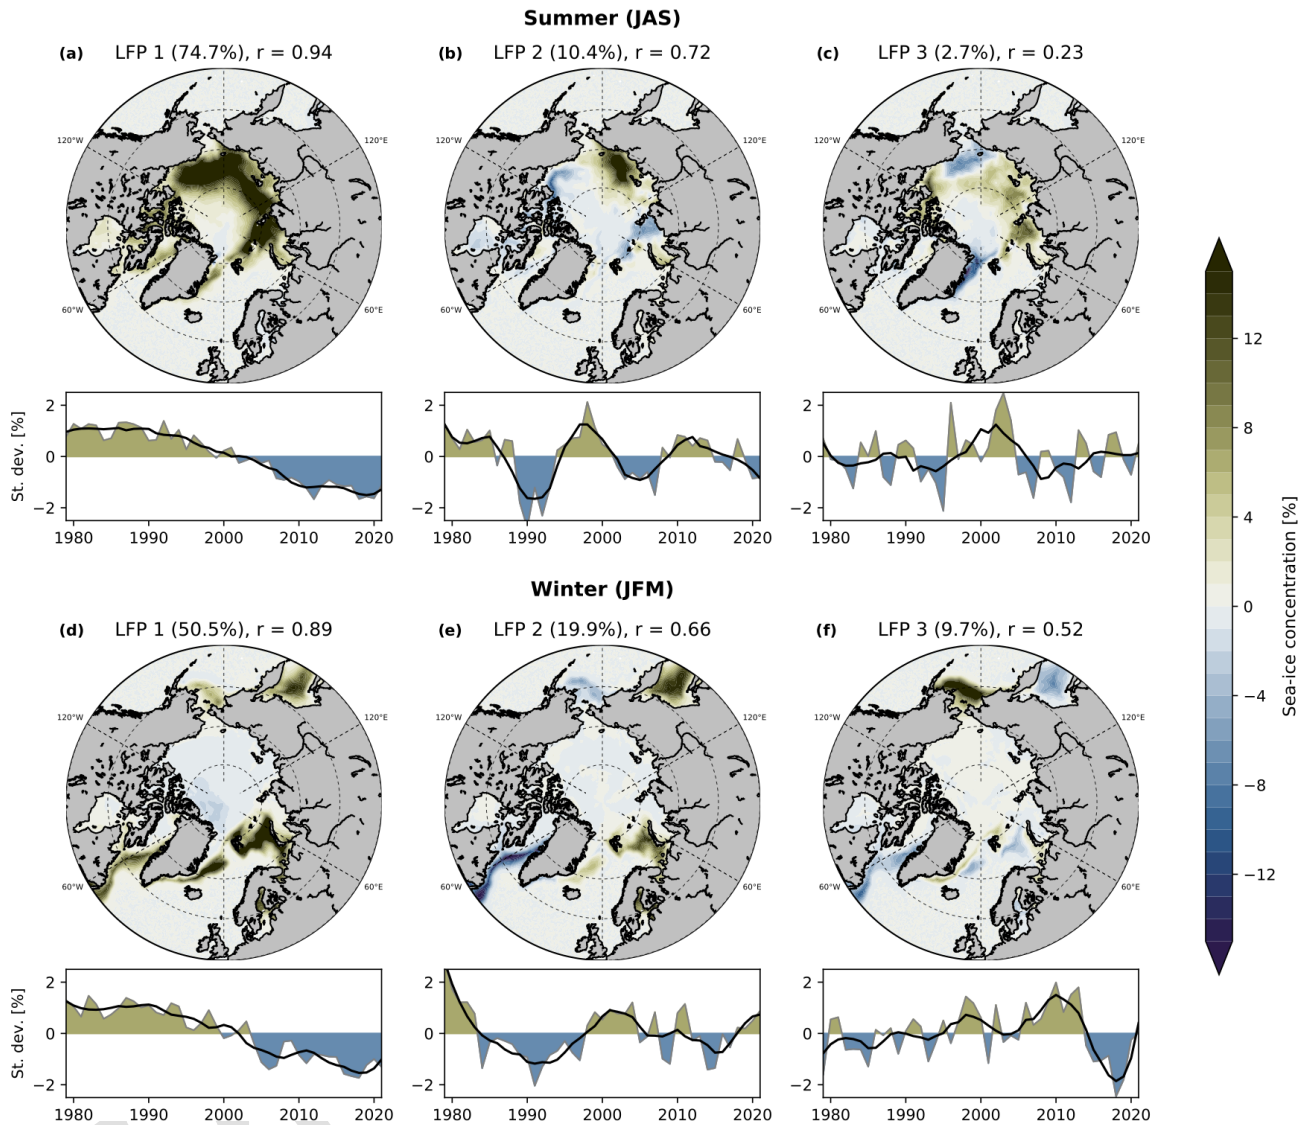 Summer (JAS)
(a) LFP 1 (74.7%), r = 0.94
(b) LFP 2 (10.4%), r = 0.72
(c) LFP 3 (2.7%), r = 0.23
120°W 120°E 120°W 120°E 120°W 120°E
60°W 60°E 60°W 60°E 60°W 60°E
St. dev. [%]
2 2 2
0 0 0
−2 −2 −2
1980 1990 2000 2010 2020 1980 1990 2000 2010 2020 1980 1990 2000 2010 2020
Winter (JFM)
(d) LFP 1 (50.5%), r = 0.89
(e) LFP 2 (19.9%), r = 0.66
(f) LFP 3 (9.7%), r = 0.52
120°W 120°E 120°W 120°E 120°W 120°E
60°W 60°E 60°W 60°E 60°W 60°E
St. dev. [%]
2 2 2
0 0 0
−2 −2 −2
1980 1990 2000 2010 2020 1980 1990 2000 2010 2020 1980 1990 2000 2010 2020
12
8
4
0
−4
−8
−12
Sea-ice concentration [%]